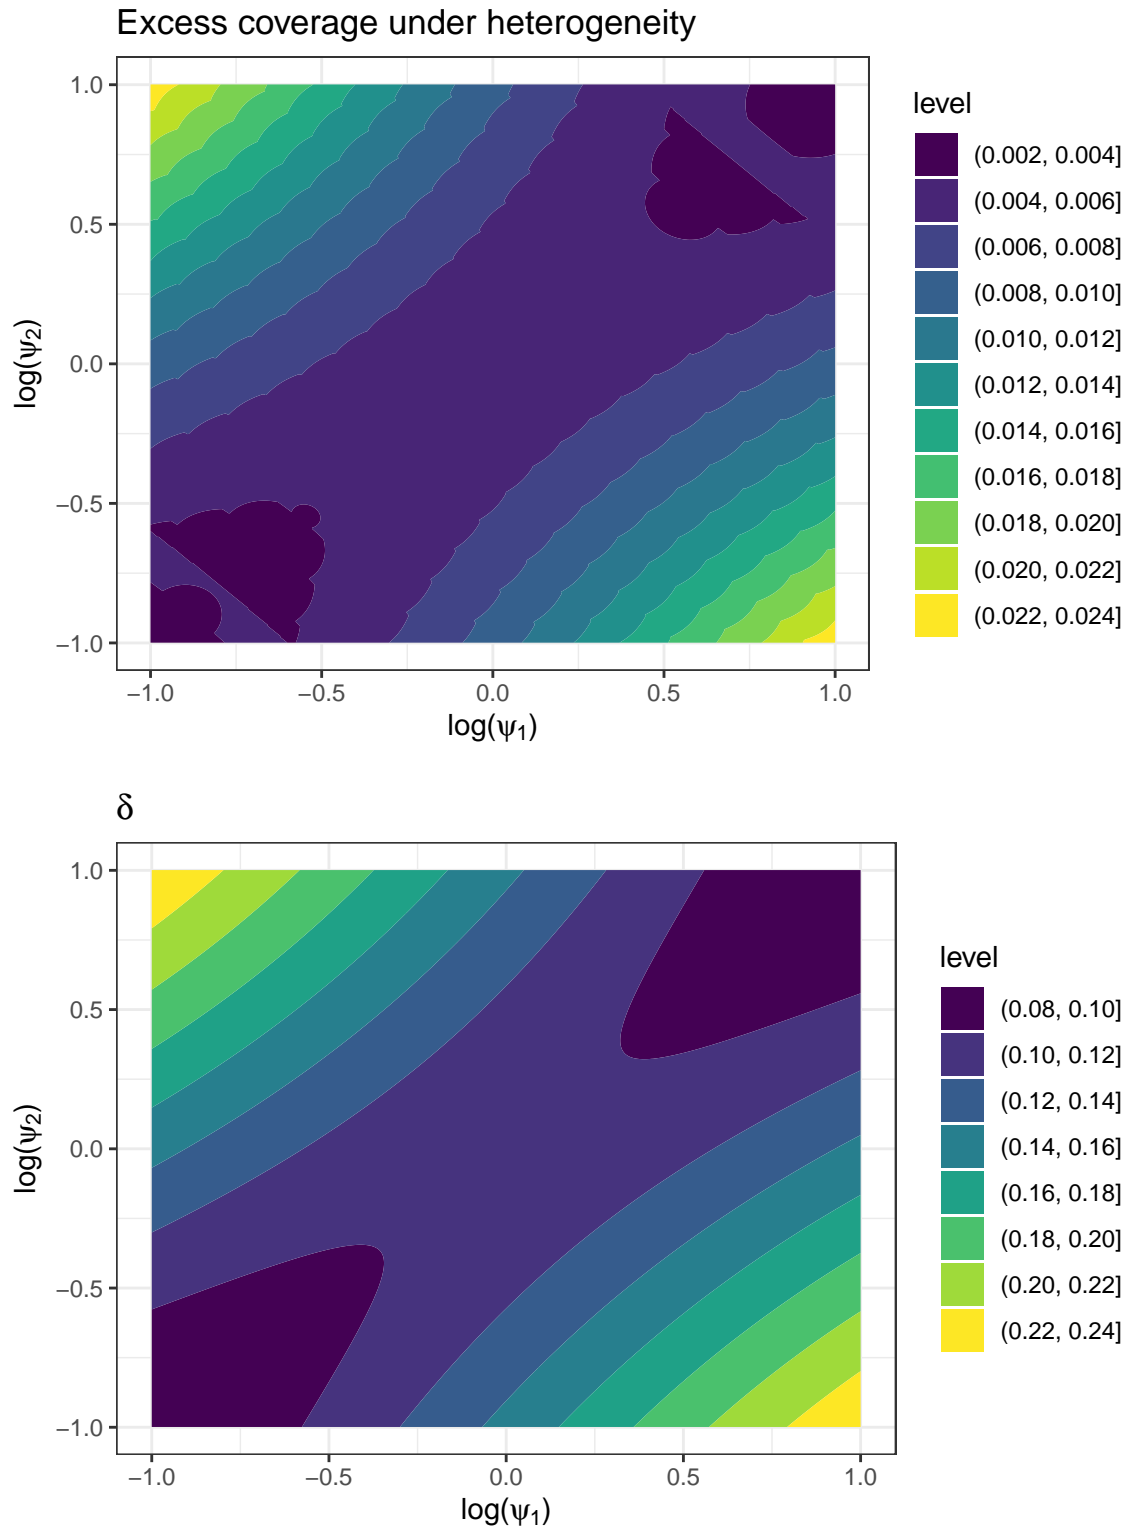 Excess coverage under heterogeneity
level
(0.002, 0.004]
(0.004, 0.006]
(0.006, 0.008]
(0.008, 0.010]
(0.010, 0.012]
(0.012, 0.014]
(0.014, 0.016]
(0.016, 0.018]
(0.018, 0.020]
(0.020, 0.022]
(0.022, 0.024]
log(ψ₂)
1.0
0.5
0.0
−0.5
−1.0
−1.0 −0.5 0.0 0.5 1.0
log(ψ₁)
δ
level
(0.08, 0.10]
(0.10, 0.12]
(0.12, 0.14]
(0.14, 0.16]
(0.16, 0.18]
(0.18, 0.20]
(0.20, 0.22]
(0.22, 0.24]
log(ψ₂)
1.0
0.5
0.0
−0.5
−1.0
−1.0 −0.5 0.0 0.5 1.0
log(ψ₁)